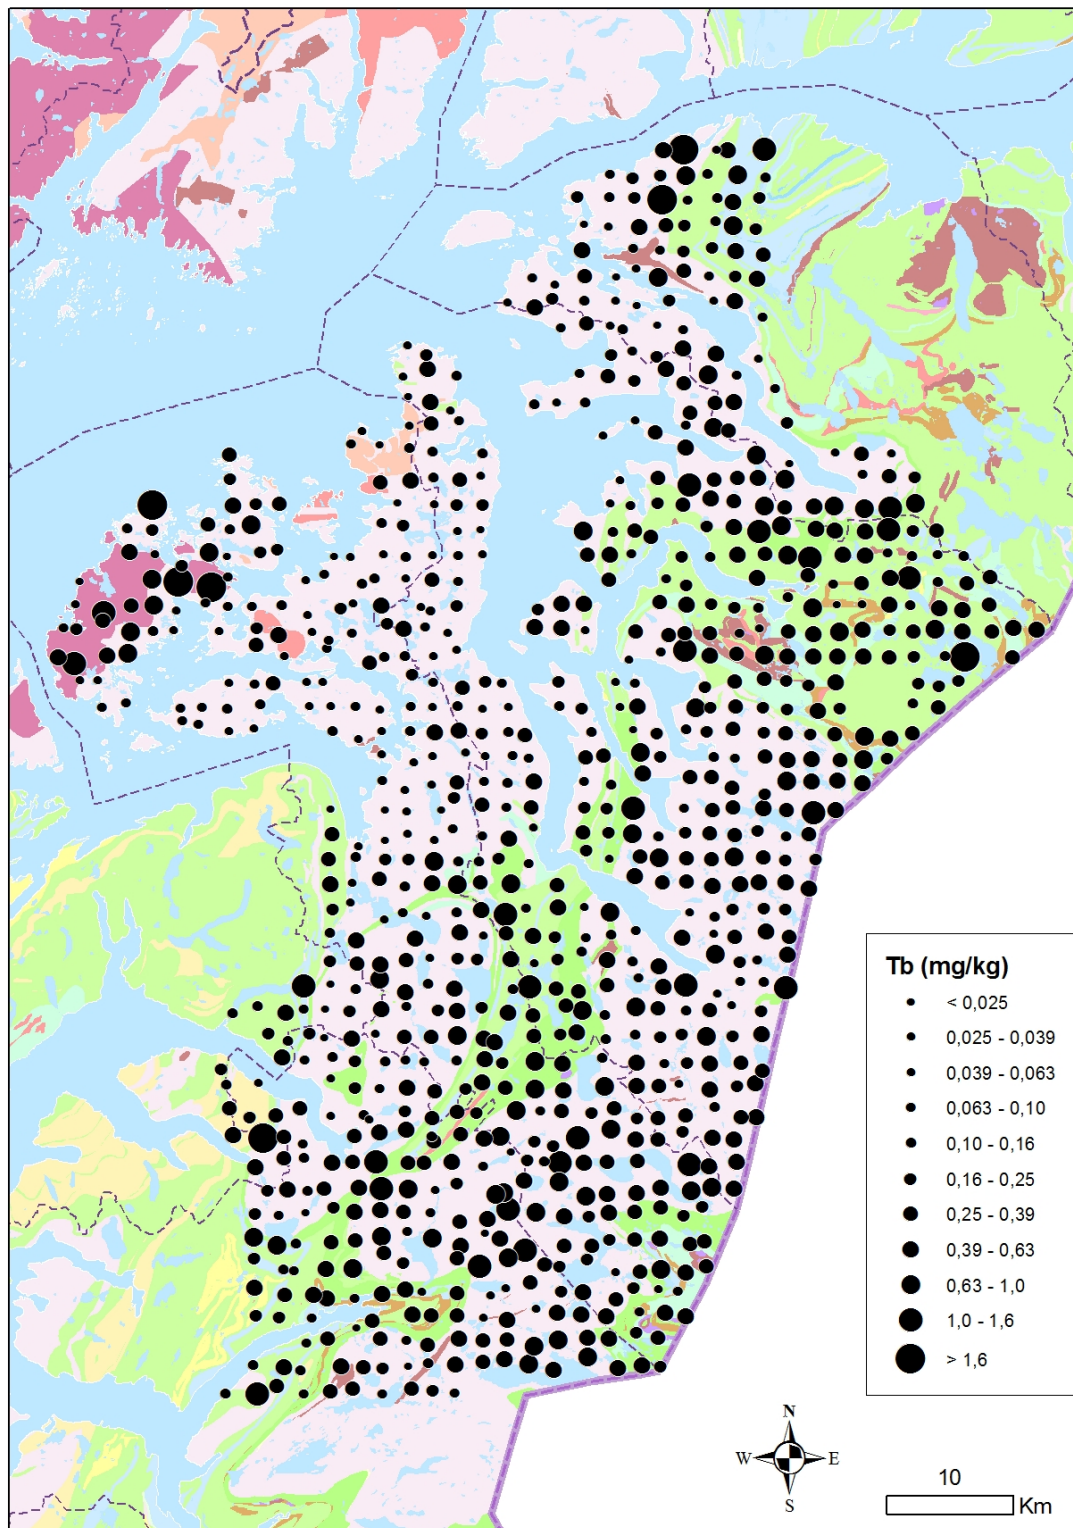 Tb (mg/kg)
< 0,025
0,025 - 0,039
0,039 - 0,063
0,063 - 0,10
0,10 - 0,16
0,16 - 0,25
0,25 - 0,39
0,39 - 0,63
0,63 - 1,0
1,0 - 1,6
> 1,6
N
W E
S
10
Km